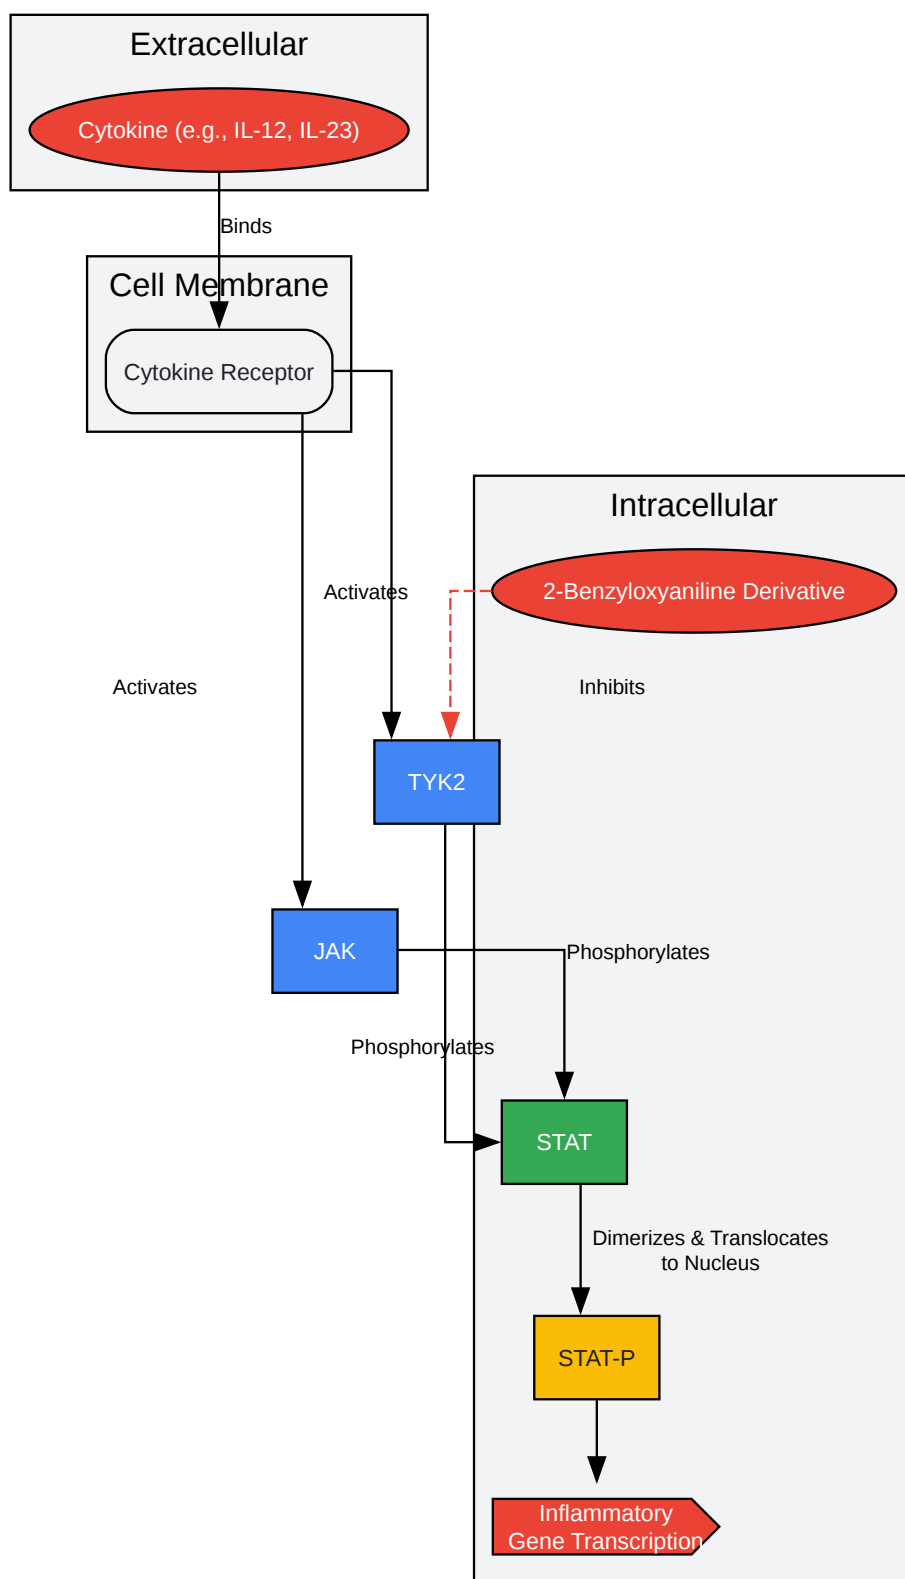 Extracellular
Cytokine (e.g., IL-12, IL-23)
Binds
Cell Membrane
Cytokine Receptor
Intracellular
2-Benzyloxyaniline Derivative
Activates
Activates
Inhibits
TYK2
JAK
Phosphorylates
Phosphorylates
STAT
Dimerizes & Translocates
to Nucleus
STAT-P
Inflammatory
Gene Transcription